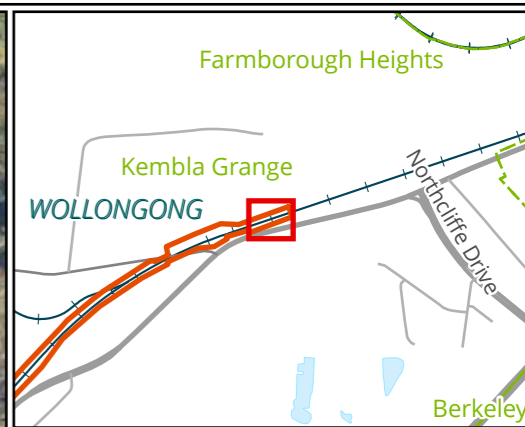 Farmborough Heights
Kembla Grange
WOLLONGONG
Northcliffe Drive
Berkeley